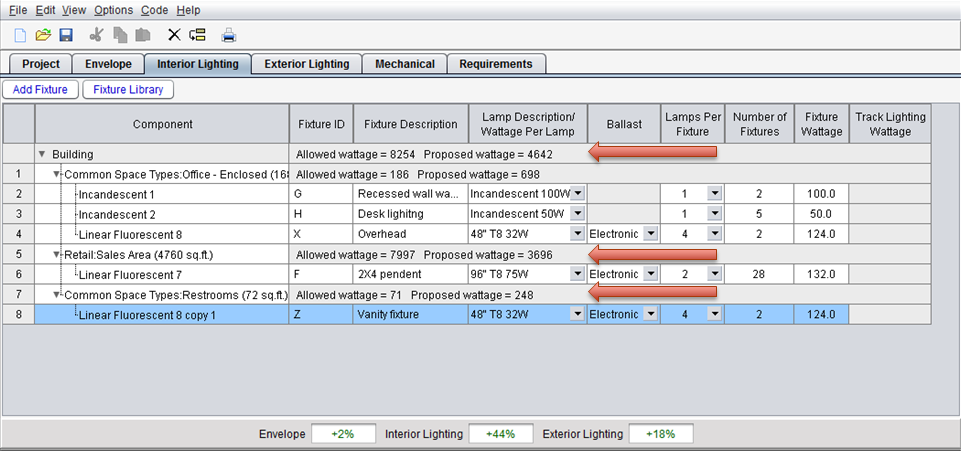 File Edit View Fixtures Options Code Help
Project Envelope Interior Lighting Exterior Lighting Mechanical Requirements
Add Fixture Fixture Library
Component Fixture ID Fixture Description Lamp Description/ Wattage Per Lamp Ballast Lamps Per Fixture Number of Fixtures Fixture Wattage Track Lighting Wattage
Building Allowed wattage = 8254 Proposed wattage = 4642
1 Common Space Types:Office - Enclosed (168 Allowed wattage = 186 Proposed wattage = 698
2 Incandescent 1 G Recessed wall wa... Incandescent 100W 1 2 100.0
3 Incandescent 2 H Desk lighitng Incandescent 50W 1 5 50.0
4 Linear Fluorescent 8 X Overhead 48" T8 32W Electronic 4 2 124.0
5 Retail:Sales Area (4760 sq.ft.) Allowed wattage = 7997 Proposed wattage = 3696
6 Linear Fluorescent 7 F 2X4 pendent 96" T8 75W Electronic 2 28 132.0
7 Common Space Types:Restrooms (72 sq.ft.) Allowed wattage = 71 Proposed wattage = 248
8 Linear Fluorescent 8 copy 1 Z Vanity fixture 48" T8 32W Electronic 4 2 124.0
Envelope +2% Interior Lighting +44% Exterior Lighting +18%